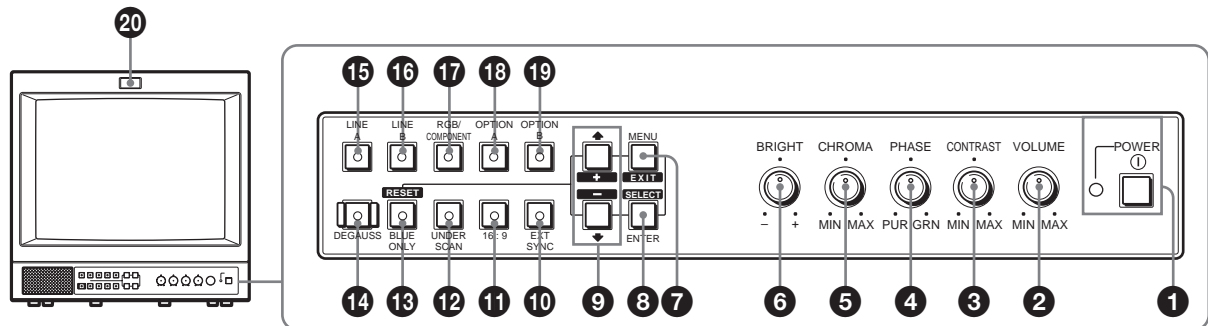 20
15 16 17 18 19
LINE A LINE B RGB/ COMPONENT OPTION A OPTION B MENU
+ EXIT
RESET − SELECT
DEGAUSS BLUE ONLY UNDER SCAN 16 : 9 EXT SYNC ENTER
BRIGHT CHROMA PHASE CONTRAST VOLUME POWER
− + MIN MAX PUR GRN MIN MAX MIN MAX
14 13 12 11 10 9 8 7 6 5 4 3 2 1